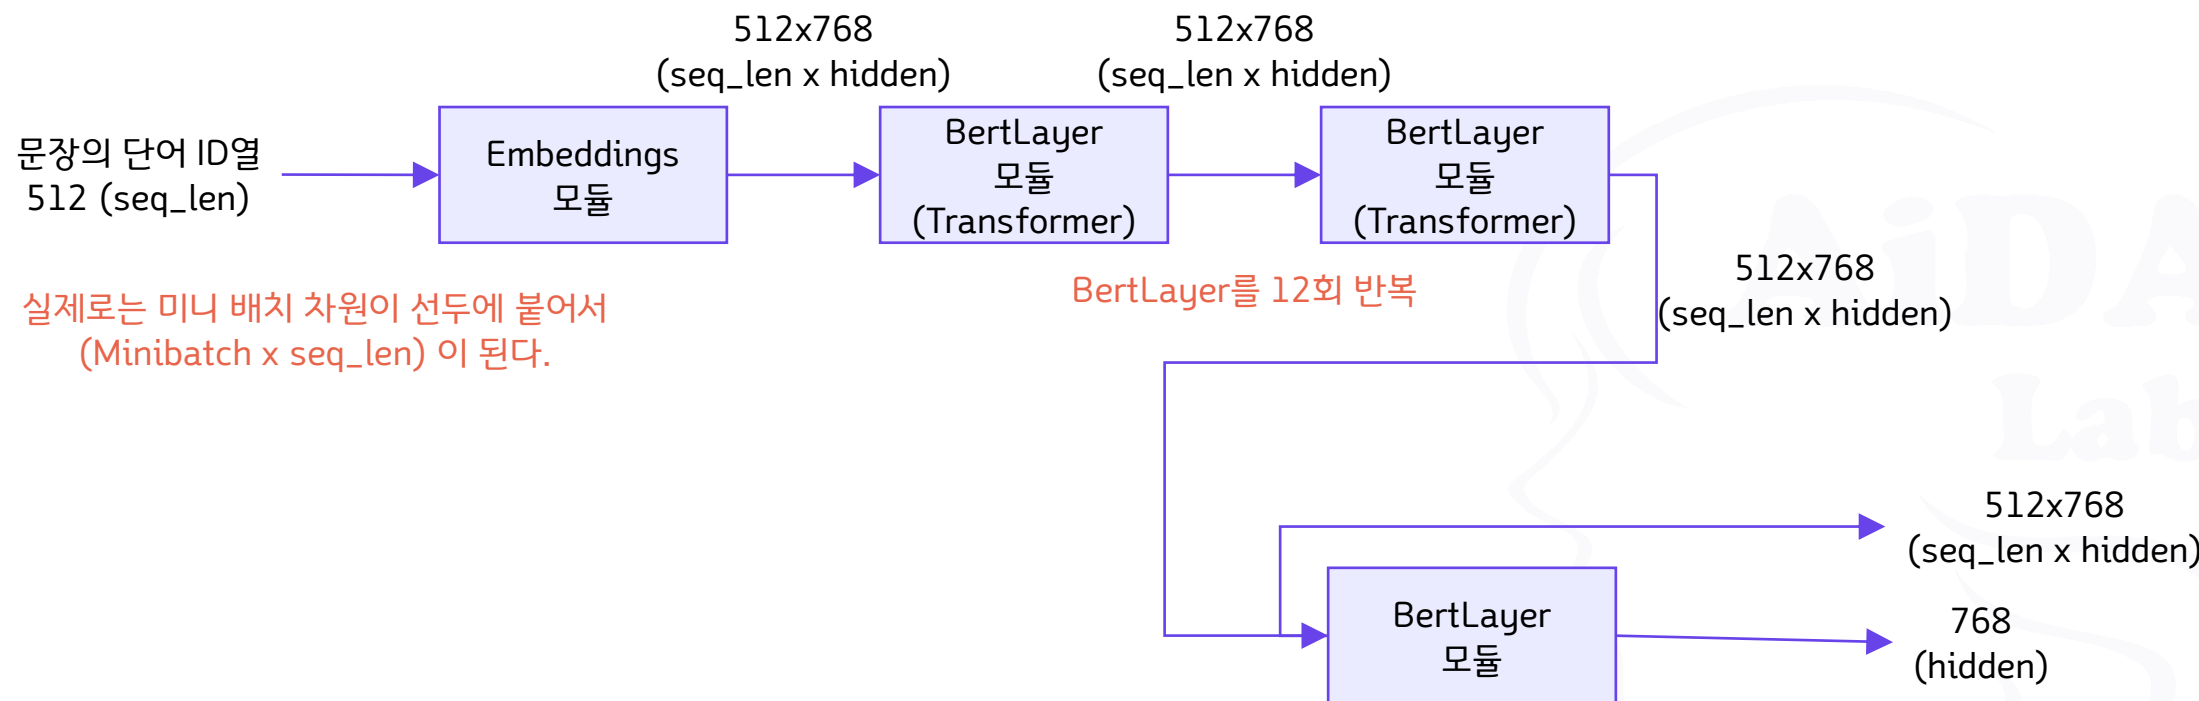 512x768
(seq_len x hidden)
512x768
(seq_len x hidden)
문장의 단어 ID열
512 (seq_len)
Embeddings
모듈
BertLayer
모듈
(Transformer)
BertLayer
모듈
(Transformer)
실제로는 미니 배치 차원이 선두에 붙어서
(Minibatch x seq_len) 이 된다.
BertLayer를 12회 반복
512x768
(seq_len x hidden)
AiDA
Lab
512x768
(seq_len x hidden)
BertLayer
모듈
768
(hidden)